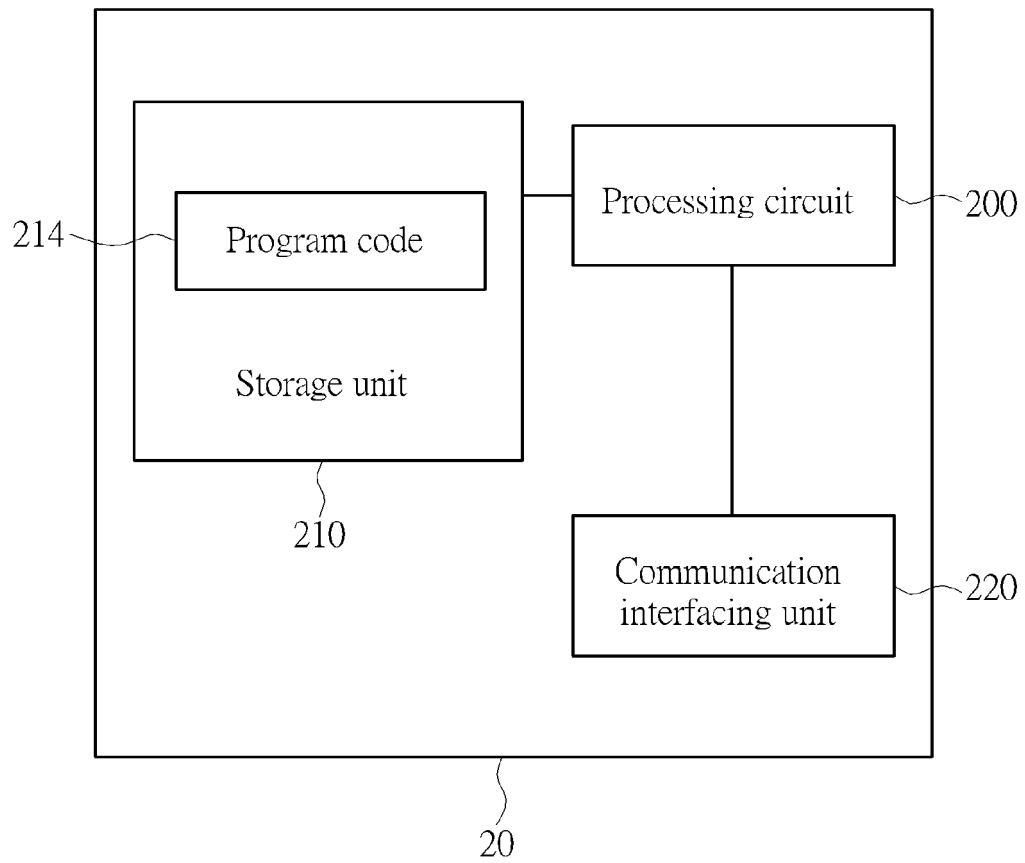 Processing circuit
200
214
Program code
Storage unit
210
Communication
interfacing unit
220
20